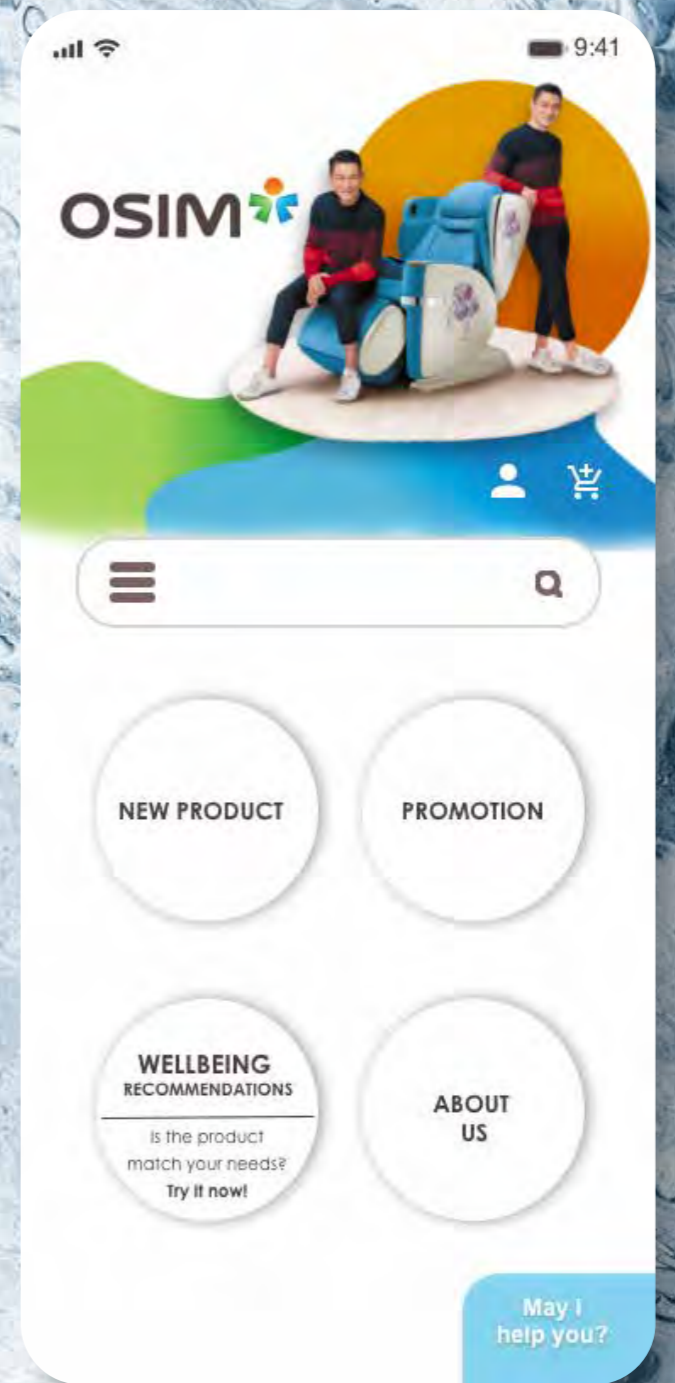 9:41
OSIM
NEW PRODUCT
PROMOTION
WELLBEING
RECOMMENDATIONS
Is the product
match your needs?
Try it now!
ABOUT
US
May I
help you?